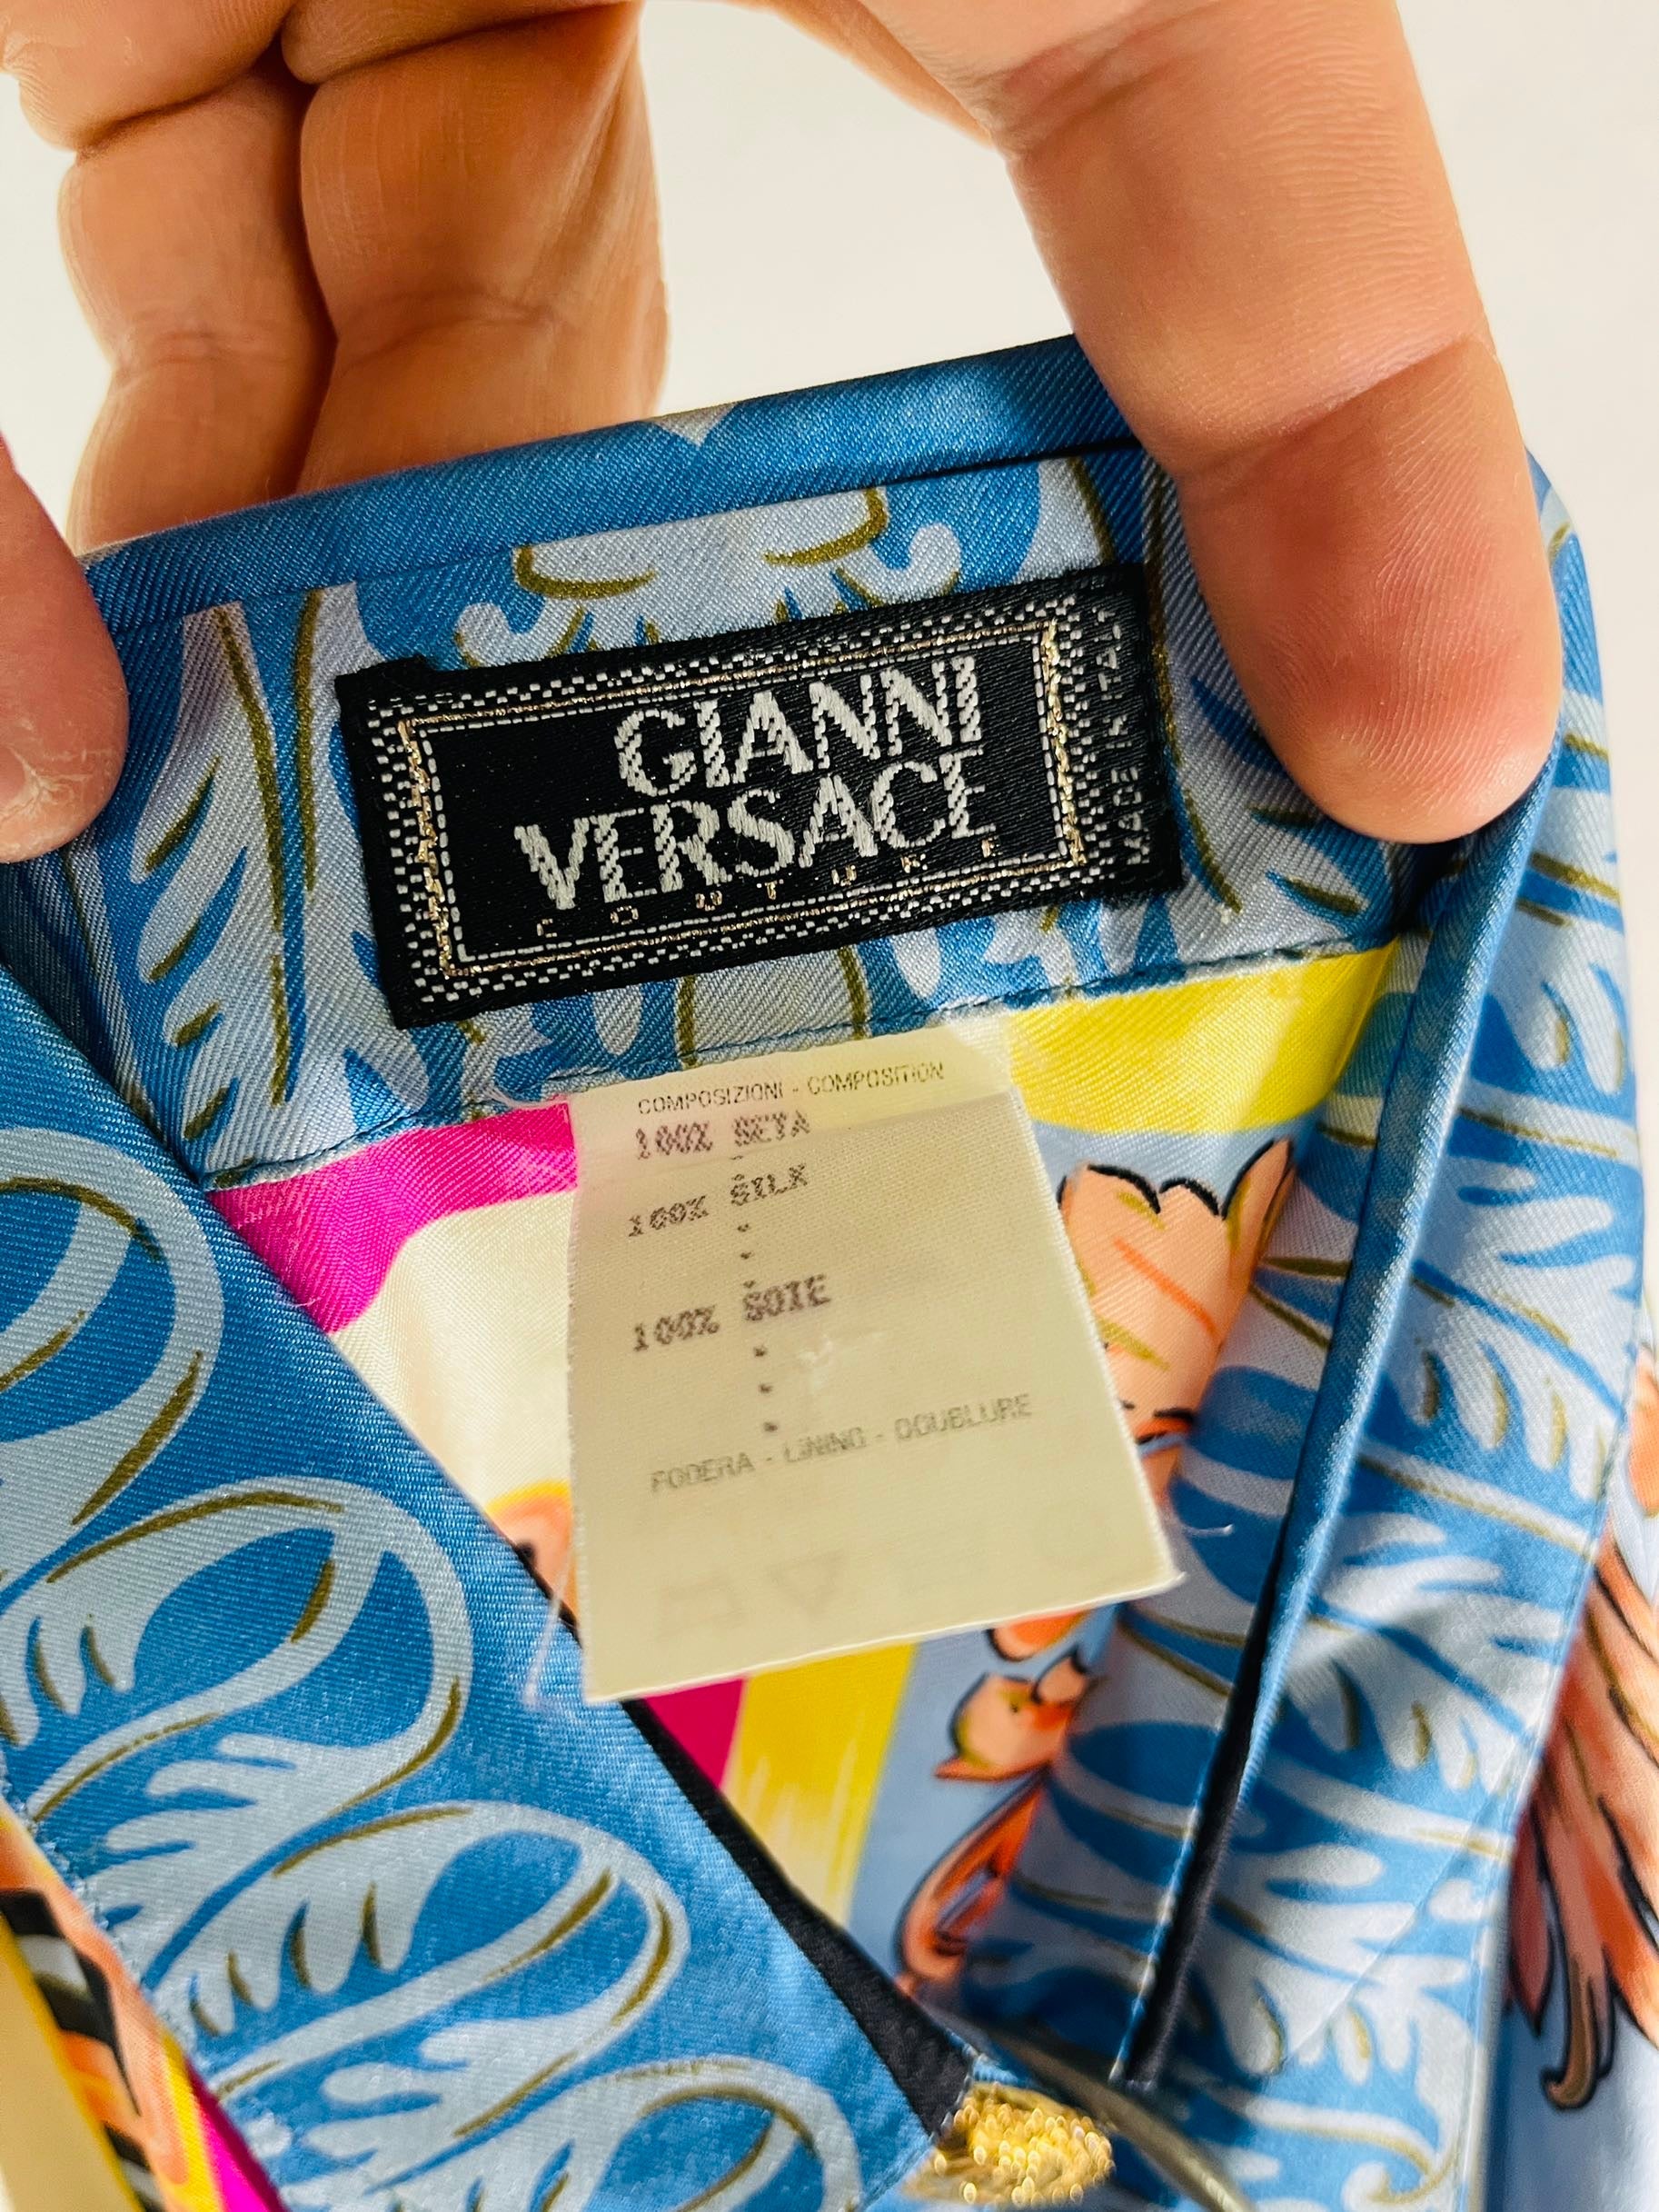 GIANNI
VERSACE
COUTURE
MADE IN ITALY
COMPOSIZIONI - COMPOSITION
100% SETA
100% SILK
100% SOIE
FODERA - LINING - DOUBLURE